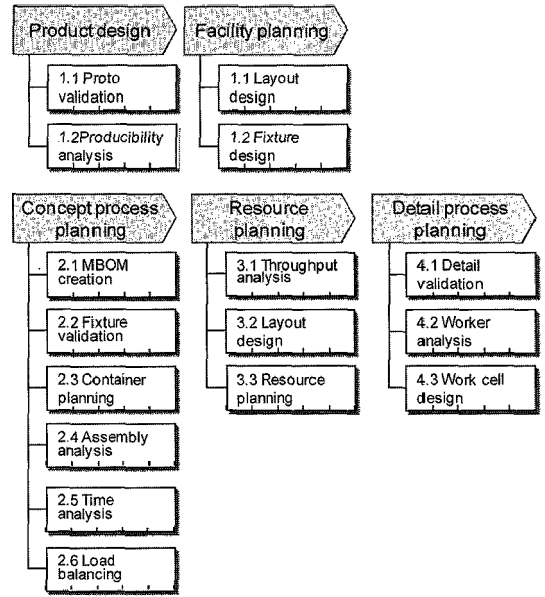 Product design
1.1 Proto
validation
1.2Producibility
analysis
Facility planning
1.1 Layout
design
1.2 Fixture
design
Concept process
planning
2.1 MBOM
creation
2.2 Fixture
validation
2.3 Container
planning
2.4 Assembly
analysis
2.5 Time
analysis
2.6 Load
balancing
Resource
planning
3.1 Throughput
analysis
3.2 Layout
design
3.3 Resource
planning
Detail process
planning
4.1 Detail
validation
4.2 Worker
analysis
4.3 Work cell
design